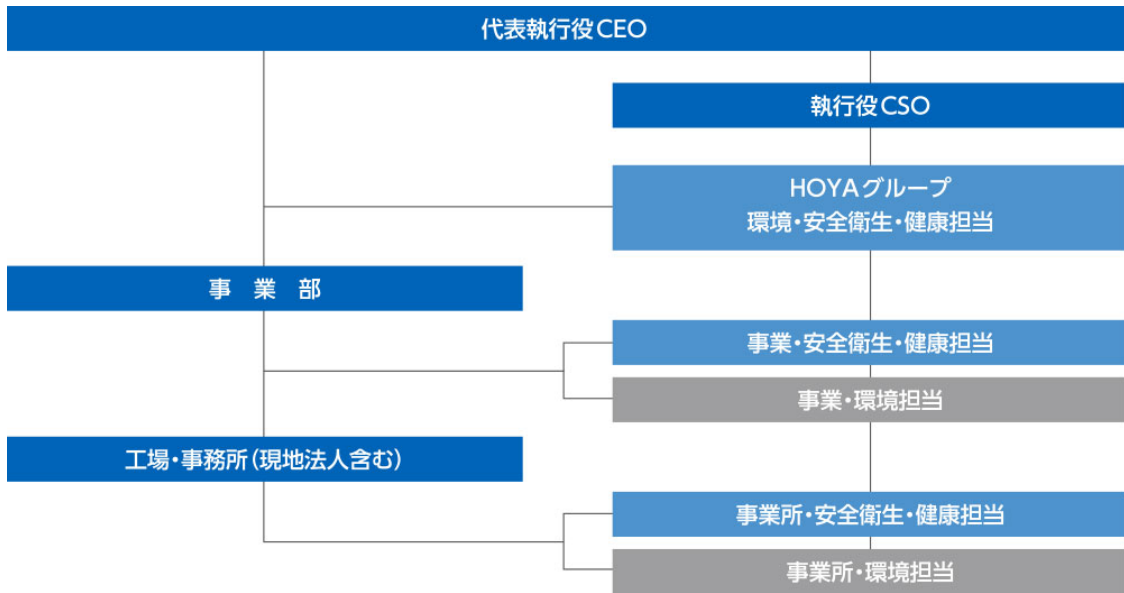 代表執行役CEO
執行役CSO
HOYAグループ
環境・安全衛生・健康担当
事　業　部
事業・安全衛生・健康担当
事業・環境担当
工場・事務所(現地法人含む)
事業所・安全衛生・健康担当
事業所・環境担当